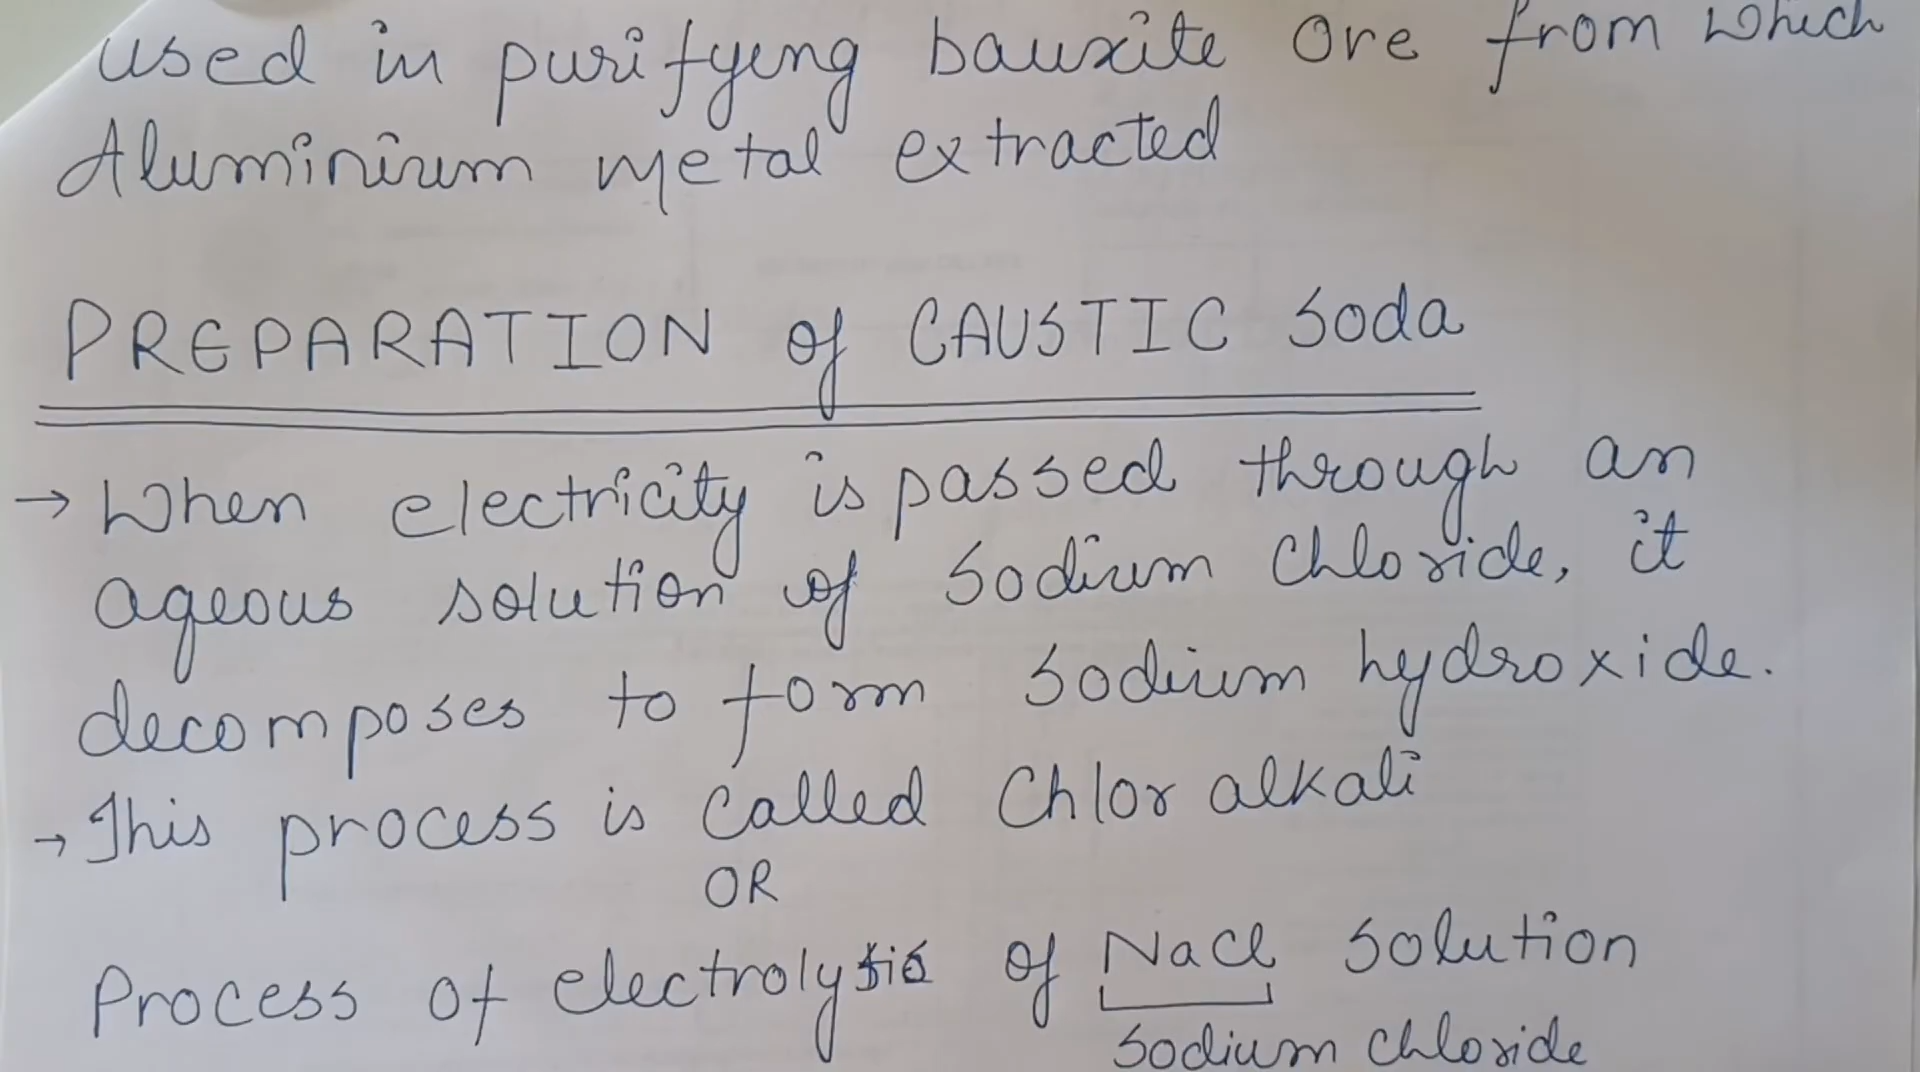 used in purifying bauxite Ore from which
Aluminium metal extracted
PREPARATION of CAUSTIC Soda
→ When electricity is passed through an
aqeous solution of Sodium Chloride, it
decomposes to form Sodium hydroxide.
→ This process is Called Chlor alkali
OR
Process of electrolysis of NaCl Solution
Sodium chloride